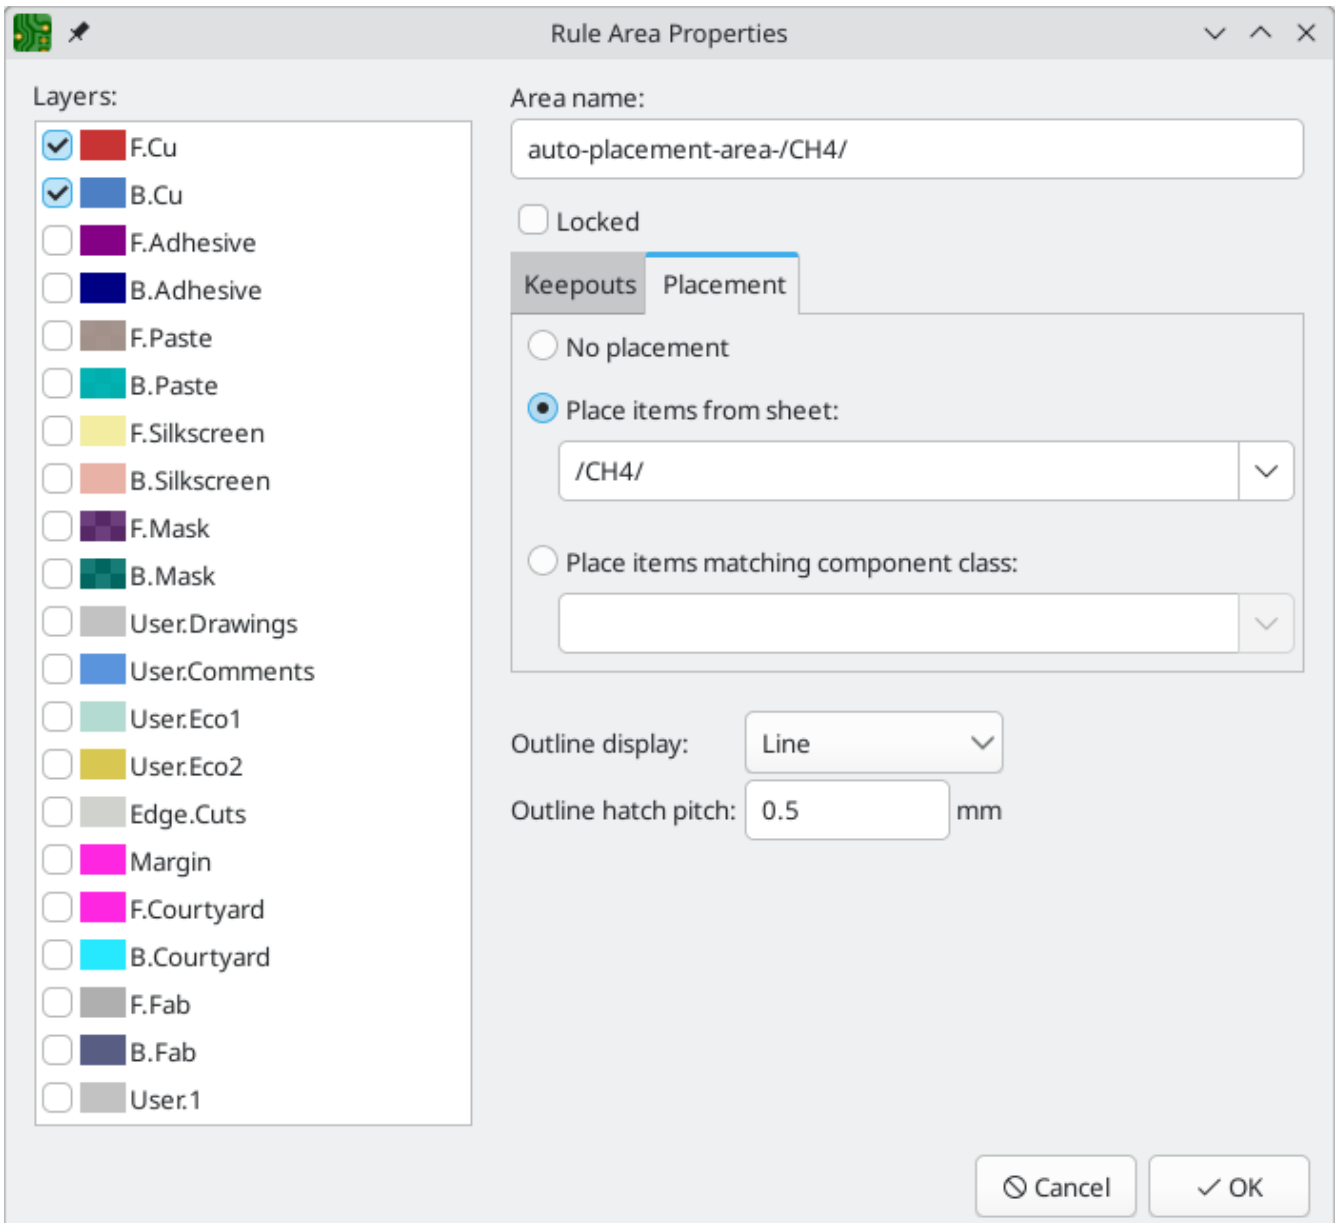 Rule Area Properties
Layers:
F.Cu
B.Cu
F.Adhesive
B.Adhesive
F.Paste
B.Paste
F.Silkscreen
B.Silkscreen
F.Mask
B.Mask
User.Drawings
User.Comments
User.Eco1
User.Eco2
Edge.Cuts
Margin
F.Courtyard
B.Courtyard
F.Fab
B.Fab
User.1
Area name:
auto-placement-area-/CH4/
Locked
Keepouts Placement
No placement
Place items from sheet:
/CH4/
Place items matching component class:
Outline display: Line
Outline hatch pitch: 0.5 mm
Cancel OK